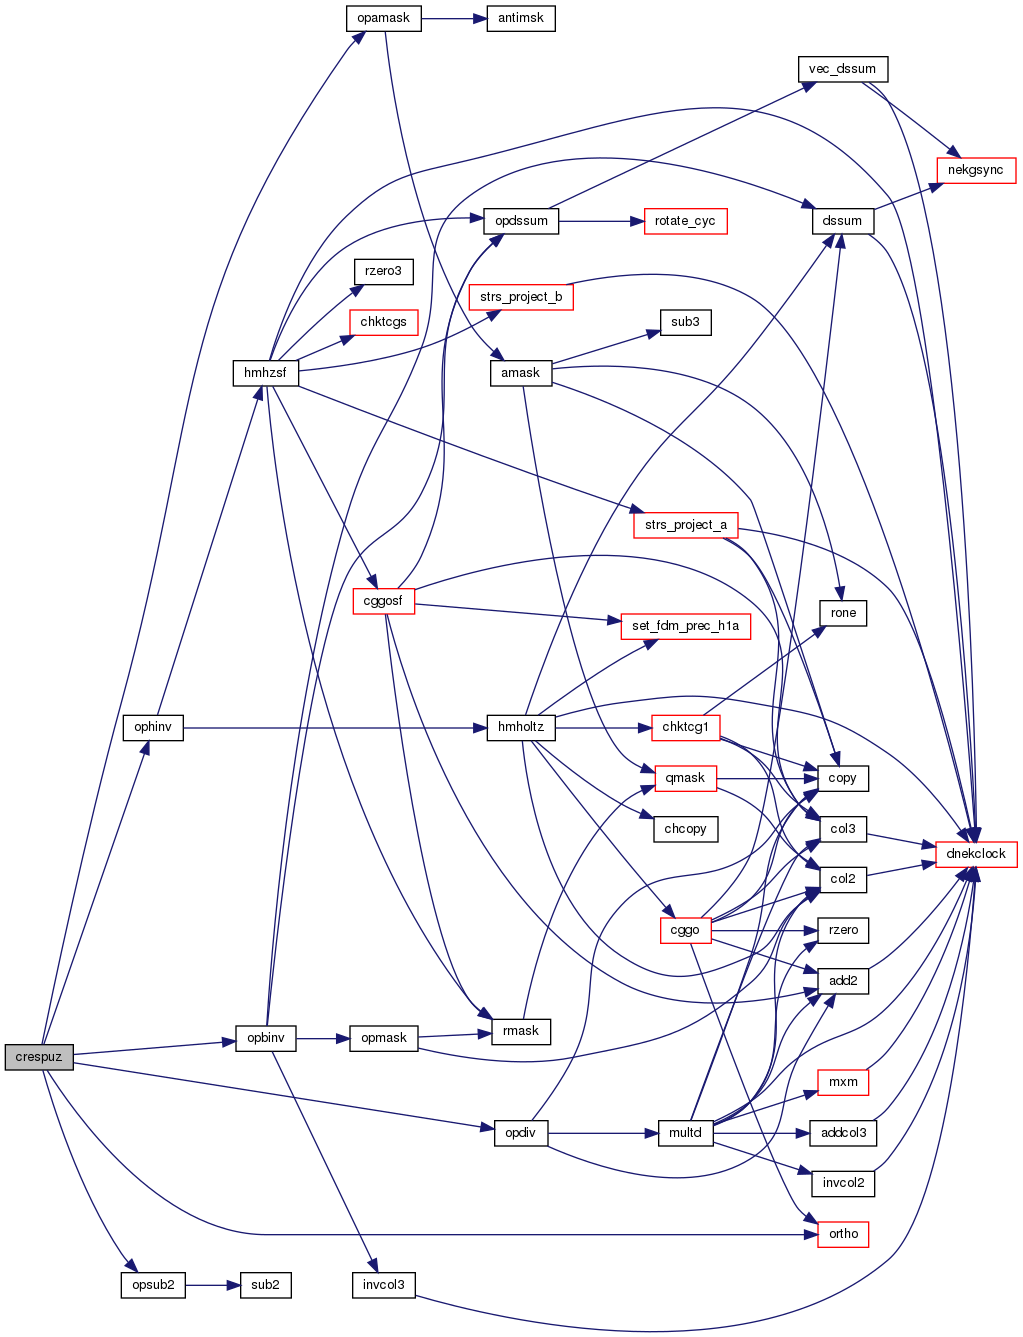 opamask
antimsk
vec_dssum
nekgsync
opdssum
rotate_cyc
dssum
rzero3
strs_project_b
chktcgs
sub3
hmhzsf
amask
strs_project_a
cggosf
set_fdm_prec_h1a
rone
ophinv
hmholtz
chktcg1
qmask
copy
chcopy
col3
dnekclock
col2
cggo
rzero
add2
rmask
opbinv
opmask
crespuz
mxm
opdiv
multd
addcol3
invcol2
ortho
opsub2
sub2
invcol3